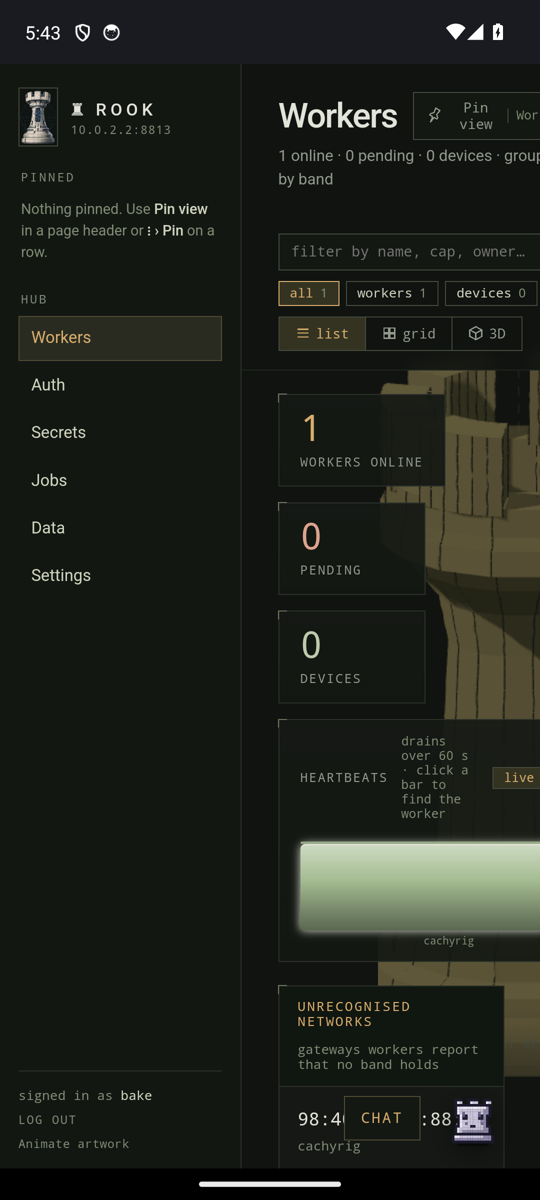 5:43
ROOK
10.0.2.2:8813
PINNED
Nothing pinned. Use Pin view
in a page header or ⋮ › Pin on a
row.
HUB
Workers
Auth
Secrets
Jobs
Data
Settings
signed in as bake
LOG OUT
Animate artwork
Workers
Pin
view
1 online · 0 pending · 0 devices ·
by band
filter by name, cap, owner…
all 1
workers 1
devices 0
list
grid
3D
1
WORKERS ONLINE
0
PENDING
0
DEVICES
HEARTBEATS
drains
over 60 s
· click a
bar to
find the
worker
live
cachyrig
UNRECOGNISED
NETWORKS
gateways workers report
that no band holds
CHAT
cachyrig